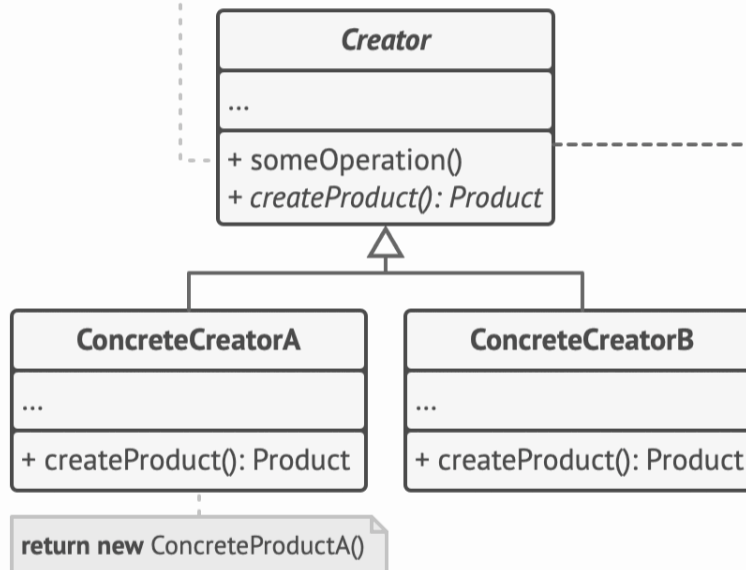 Creator
...
+ someOperation()
+ createProduct(): Product
ConcreteCreatorA
...
+ createProduct(): Product
ConcreteCreatorB
...
+ createProduct(): Product
return new ConcreteProductA()